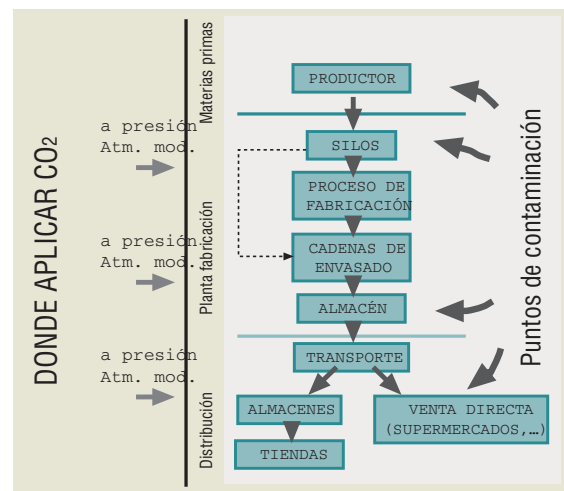 DONDE APLICAR CO2
a presión
Atm. mod.
a presión
Atm. mod.
a presión
Atm. mod.
Materias primas
Planta fabricación
Distribución
PRODUCTOR
SILOS
PROCESO DE
FABRICACIÓN
CADENAS DE
ENVASADO
ALMACÉN
TRANSPORTE
ALMACENES
TIENDAS
VENTA DIRECTA
(SUPERMERCADOS,…)
Puntos de contaminación